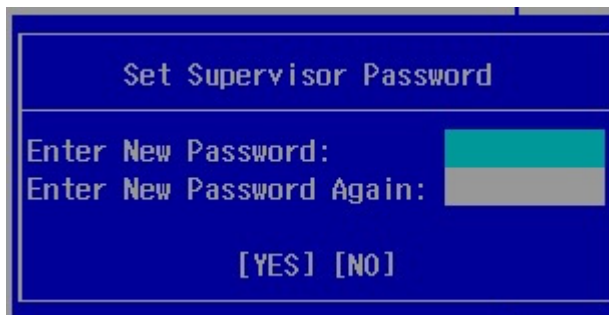 Set Supervisor Password
Enter New Password:
Enter New Password Again:
[YES] [NO]